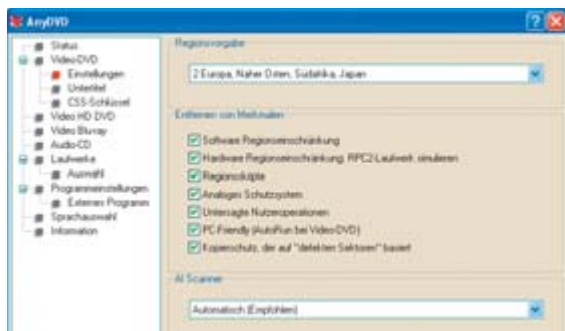 AnyDVD
Status
Video-DVD
Einstellungen
Untertitel
CSS-Schlüssel
Video HD DVD
Video Blu-ray
Audio-CD
Laufwerke
Auswahl
Programmeinstellungen
Externes Programm
Sprachauswahl
Information
Regionsvorgabe
2 Europa, Naher Osten, Südafrika, Japan
Entfernen von Merkmalen
Software Regionseinschränkung
Hardware Regionseinschränkung, RPC2-Laufwerk simulieren
Regionsskripte
Analoges Schutzsystem
Untersagte Nutzeroperationen
PC-Friendly (AutoRun bei Video-DVD)
Kopierschutz, der auf "defekten Sektoren" basiert
AI Scanner
Automatisch (Empfohlen)